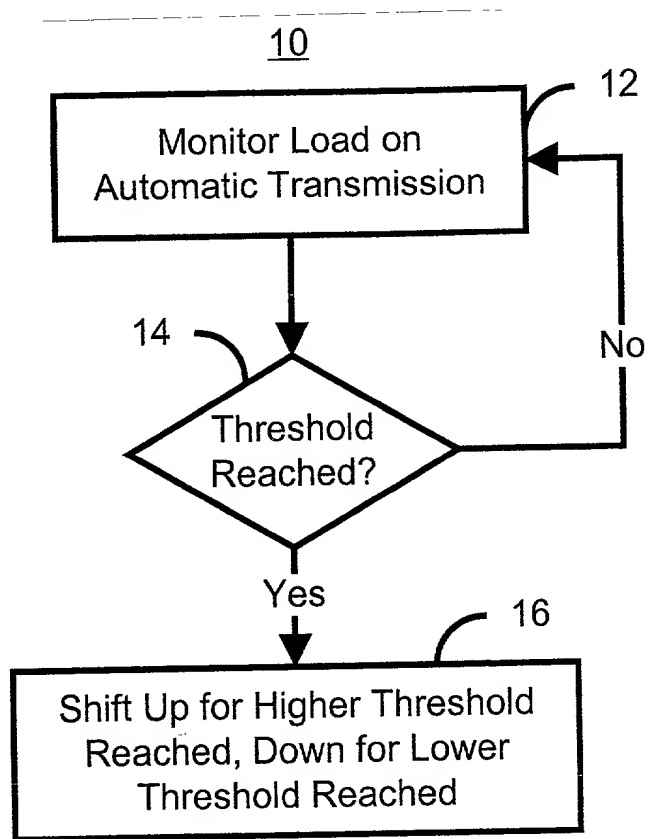 10
12
Monitor Load on
Automatic Transmission
14
No
Threshold
Reached?
Yes
16
Shift Up for Higher Threshold
Reached, Down for Lower
Threshold Reached